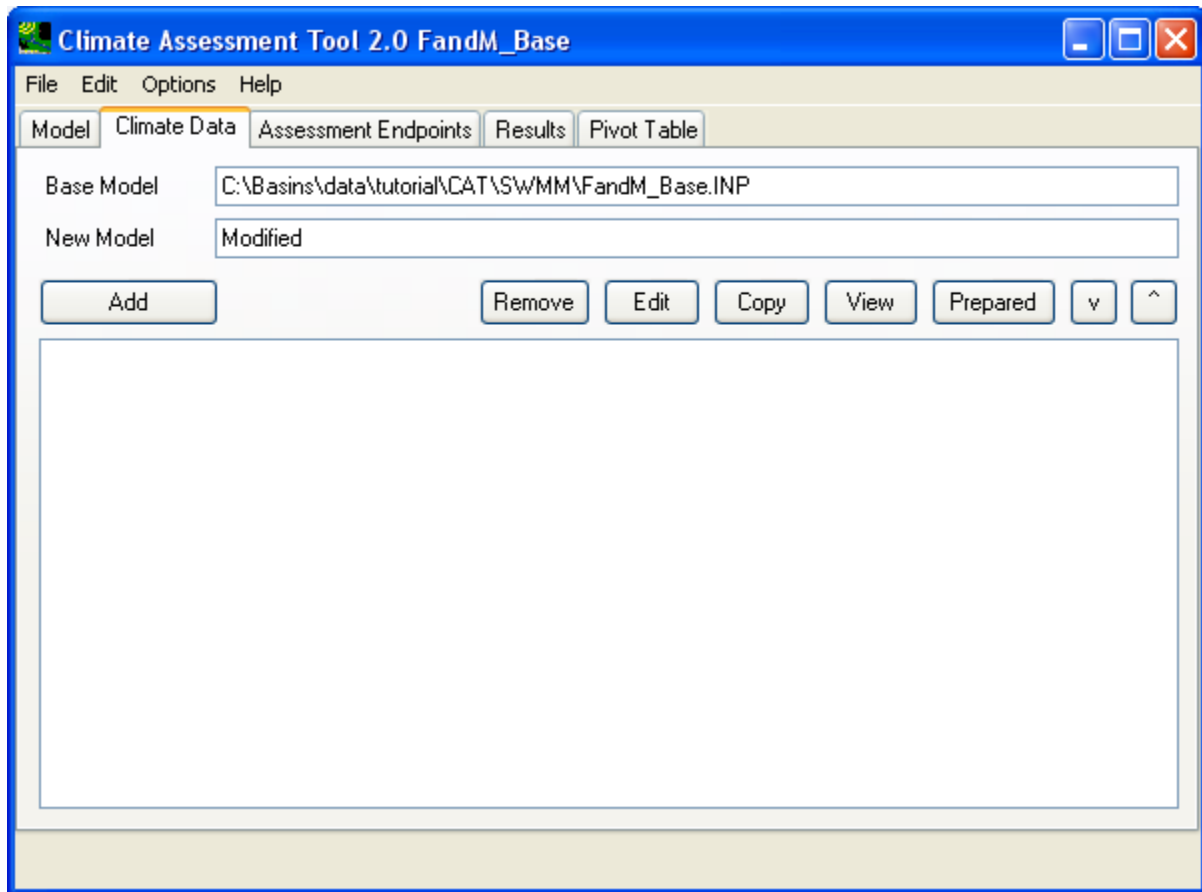 Climate Assessment Tool 2.0 FandM_Base
File Edit Options Help
Model Climate Data Assessment Endpoints Results Pivot Table
Base Model C:\Basins\data\tutorial\CAT\SWMM\FandM_Base.INP
New Model Modified
Add Remove Edit Copy View Prepared v ^